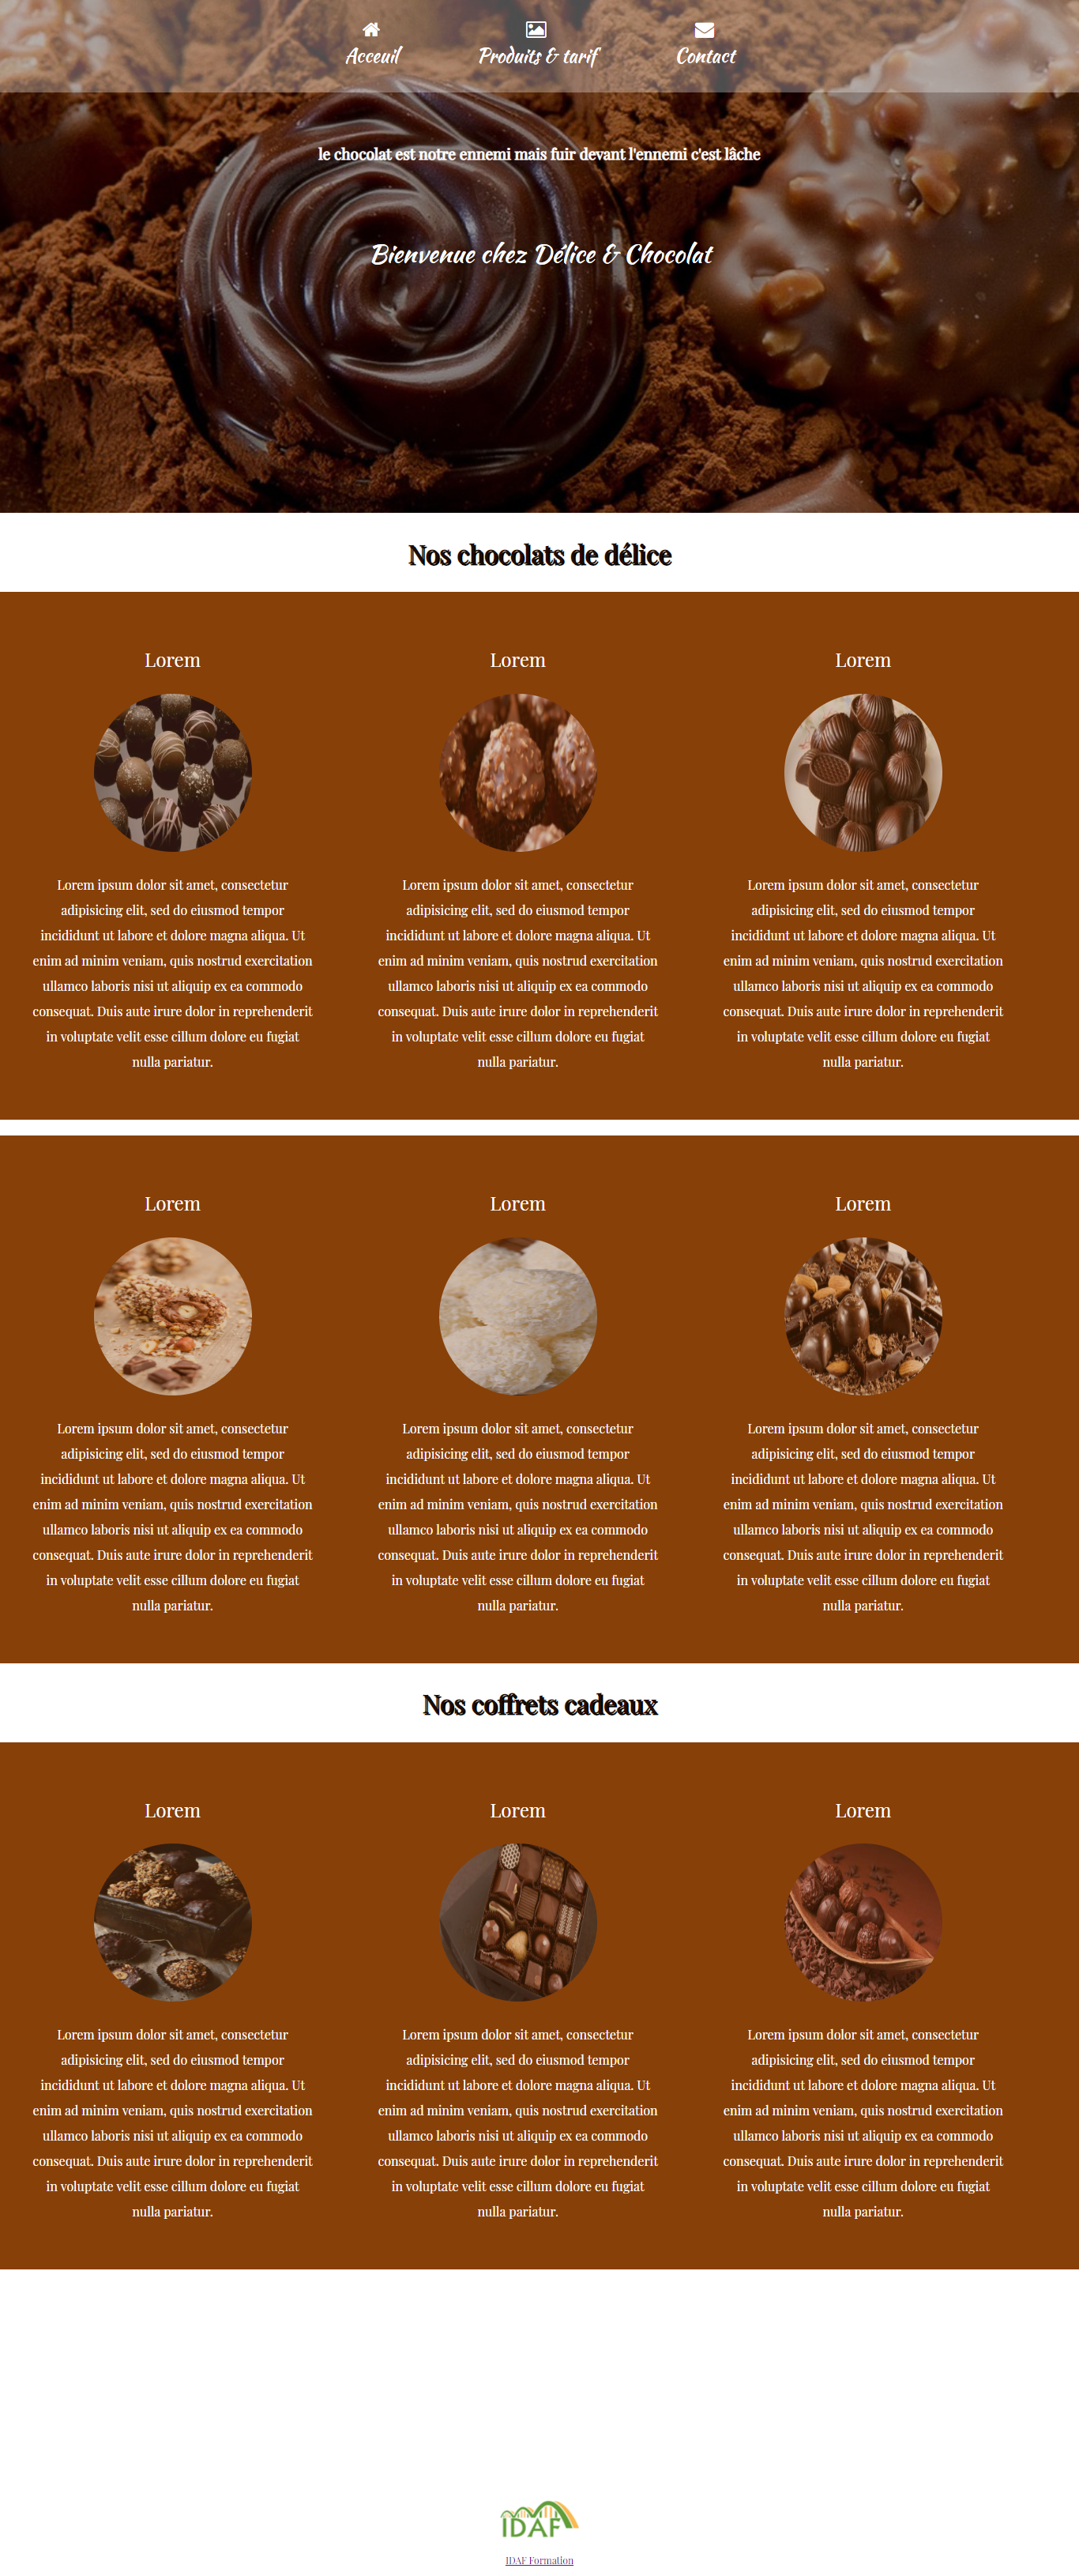 Acceuil
Produits & tarif
Contact
le chocolat est notre ennemi mais fuir devant l'ennemi c'est lâche
Bienvenue chez Délice & Chocolat
Nos chocolats de délice
Lorem
Lorem ipsum dolor sit amet, consectetur
adipisicing elit, sed do eiusmod tempor
incididunt ut labore et dolore magna aliqua. Ut
enim ad minim veniam, quis nostrud exercitation
ullamco laboris nisi ut aliquip ex ea commodo
consequat. Duis aute irure dolor in reprehenderit
in voluptate velit esse cillum dolore eu fugiat
nulla pariatur.
Lorem
Lorem ipsum dolor sit amet, consectetur
adipisicing elit, sed do eiusmod tempor
incididunt ut labore et dolore magna aliqua. Ut
enim ad minim veniam, quis nostrud exercitation
ullamco laboris nisi ut aliquip ex ea commodo
consequat. Duis aute irure dolor in reprehenderit
in voluptate velit esse cillum dolore eu fugiat
nulla pariatur.
Lorem
Lorem ipsum dolor sit amet, consectetur
adipisicing elit, sed do eiusmod tempor
incididunt ut labore et dolore magna aliqua. Ut
enim ad minim veniam, quis nostrud exercitation
ullamco laboris nisi ut aliquip ex ea commodo
consequat. Duis aute irure dolor in reprehenderit
in voluptate velit esse cillum dolore eu fugiat
nulla pariatur.
Lorem
Lorem ipsum dolor sit amet, consectetur
adipisicing elit, sed do eiusmod tempor
incididunt ut labore et dolore magna aliqua. Ut
enim ad minim veniam, quis nostrud exercitation
ullamco laboris nisi ut aliquip ex ea commodo
consequat. Duis aute irure dolor in reprehenderit
in voluptate velit esse cillum dolore eu fugiat
nulla pariatur.
Lorem
Lorem ipsum dolor sit amet, consectetur
adipisicing elit, sed do eiusmod tempor
incididunt ut labore et dolore magna aliqua. Ut
enim ad minim veniam, quis nostrud exercitation
ullamco laboris nisi ut aliquip ex ea commodo
consequat. Duis aute irure dolor in reprehenderit
in voluptate velit esse cillum dolore eu fugiat
nulla pariatur.
Lorem
Lorem ipsum dolor sit amet, consectetur
adipisicing elit, sed do eiusmod tempor
incididunt ut labore et dolore magna aliqua. Ut
enim ad minim veniam, quis nostrud exercitation
ullamco laboris nisi ut aliquip ex ea commodo
consequat. Duis aute irure dolor in reprehenderit
in voluptate velit esse cillum dolore eu fugiat
nulla pariatur.
Nos coffrets cadeaux
Lorem
Lorem ipsum dolor sit amet, consectetur
adipisicing elit, sed do eiusmod tempor
incididunt ut labore et dolore magna aliqua. Ut
enim ad minim veniam, quis nostrud exercitation
ullamco laboris nisi ut aliquip ex ea commodo
consequat. Duis aute irure dolor in reprehenderit
in voluptate velit esse cillum dolore eu fugiat
nulla pariatur.
Lorem
Lorem ipsum dolor sit amet, consectetur
adipisicing elit, sed do eiusmod tempor
incididunt ut labore et dolore magna aliqua. Ut
enim ad minim veniam, quis nostrud exercitation
ullamco laboris nisi ut aliquip ex ea commodo
consequat. Duis aute irure dolor in reprehenderit
in voluptate velit esse cillum dolore eu fugiat
nulla pariatur.
Lorem
Lorem ipsum dolor sit amet, consectetur
adipisicing elit, sed do eiusmod tempor
incididunt ut labore et dolore magna aliqua. Ut
enim ad minim veniam, quis nostrud exercitation
ullamco laboris nisi ut aliquip ex ea commodo
consequat. Duis aute irure dolor in reprehenderit
in voluptate velit esse cillum dolore eu fugiat
nulla pariatur.
IDAF
IDAF Formation